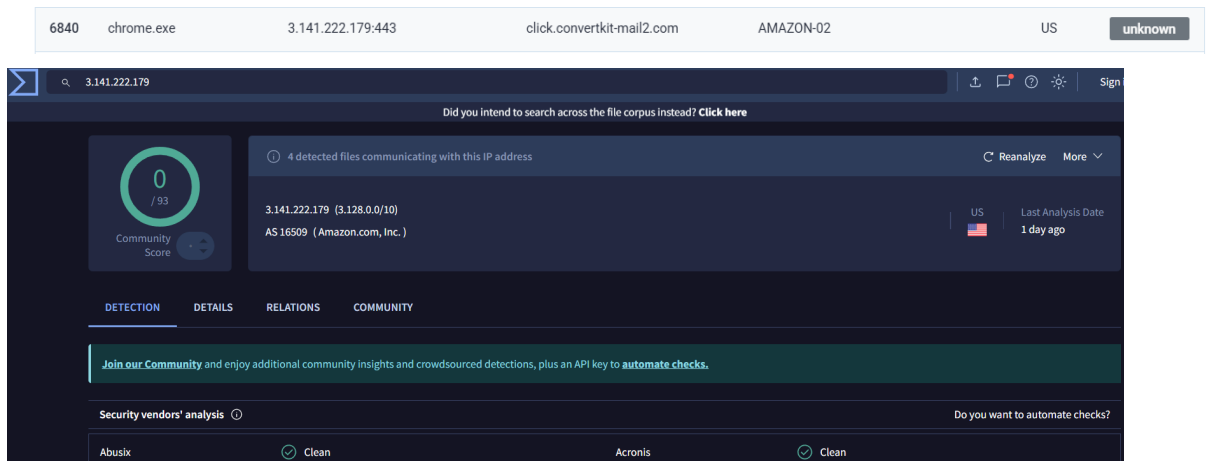 6840 chrome.exe 3.141.222.179:443 click.convertkit-mail2.com AMAZON-02 US unknown
3.141.222.179 Sign
Did you intend to search across the file corpus instead? Click here
0
/ 93
Community
Score
4 detected files communicating with this IP address Reanalyze More
3.141.222.179 (3.128.0.0/10)
AS 16509 ( Amazon.com, Inc. )
US Last Analysis Date
1 day ago
DETECTION DETAILS RELATIONS COMMUNITY
Join our Community and enjoy additional community insights and crowdsourced detections, plus an API key to automate checks.
Security vendors' analysis Do you want to automate checks?
Abusix Clean Acronis Clean